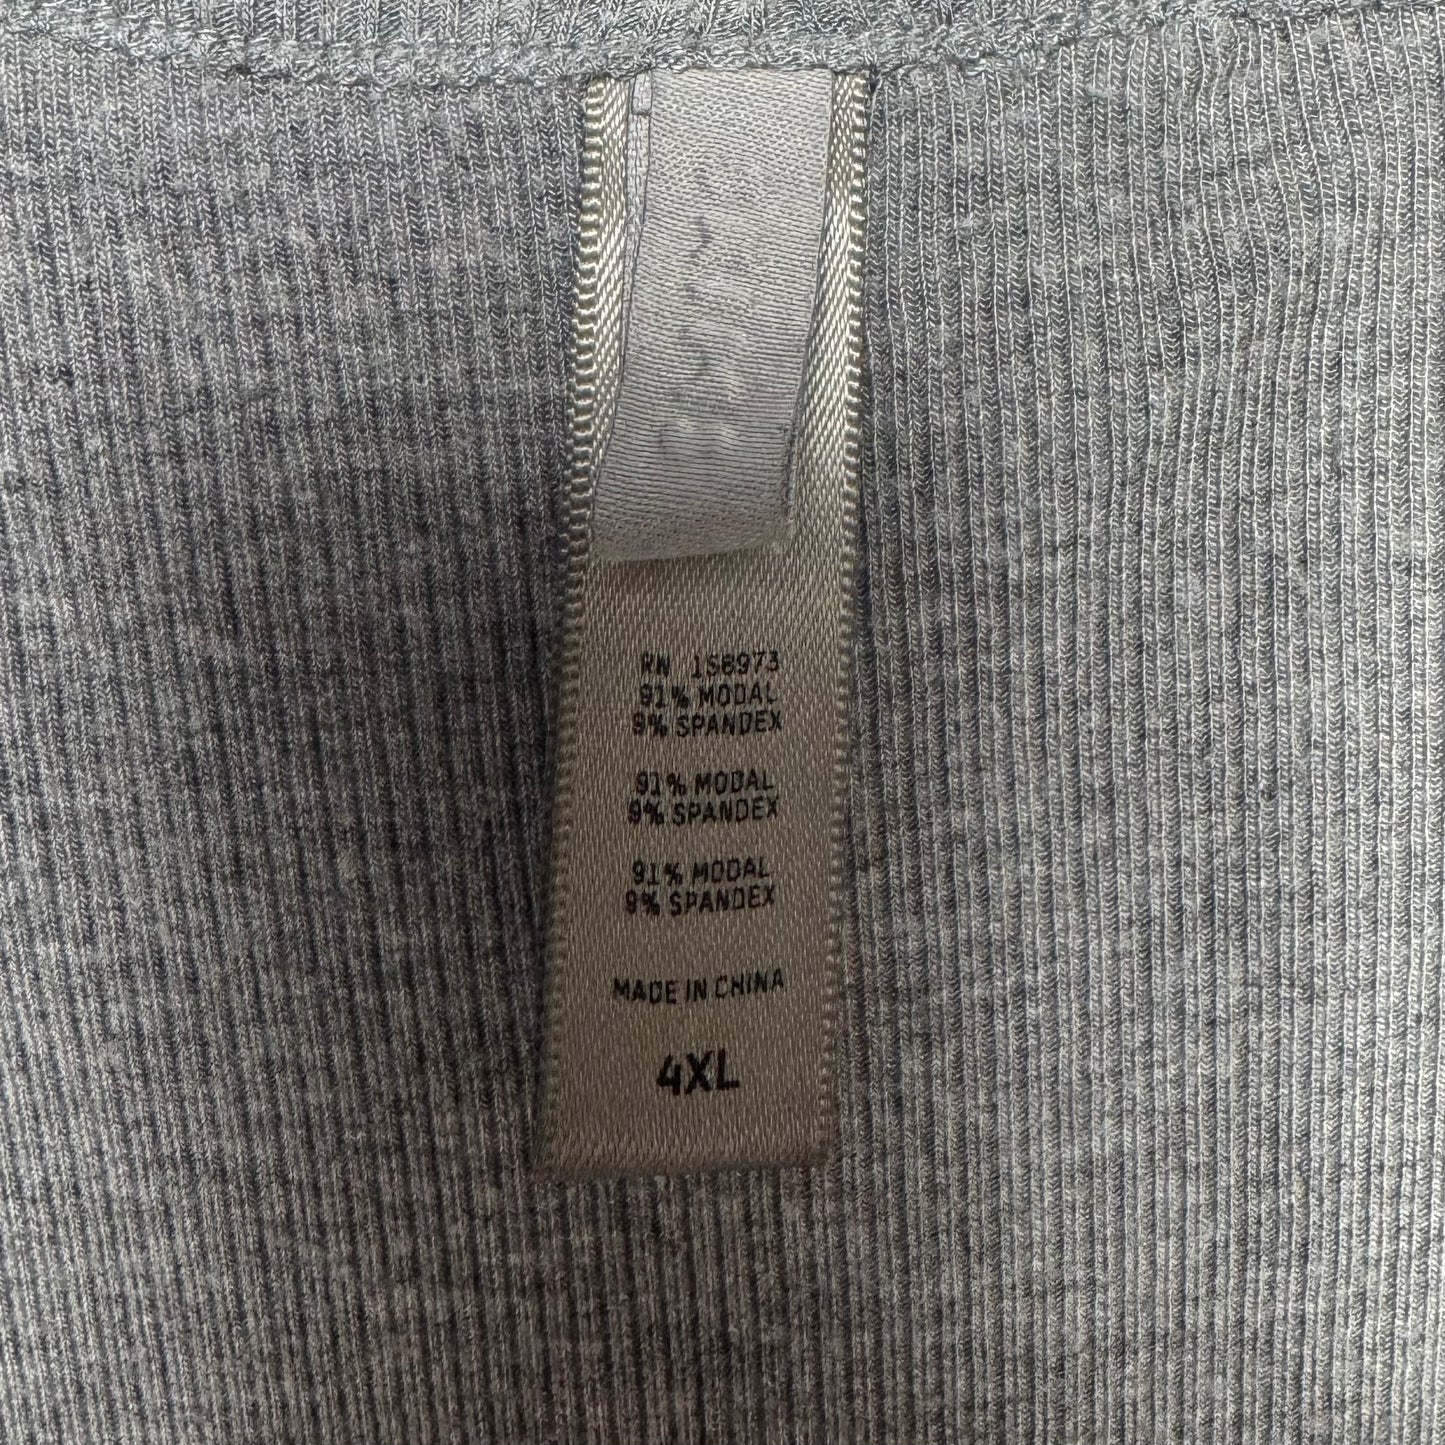 RN 158973
91% MODAL
9% SPANDEX
91% MODAL
9% SPANDEX
91% MODAL
9% SPANDEX
MADE IN CHINA
4XL